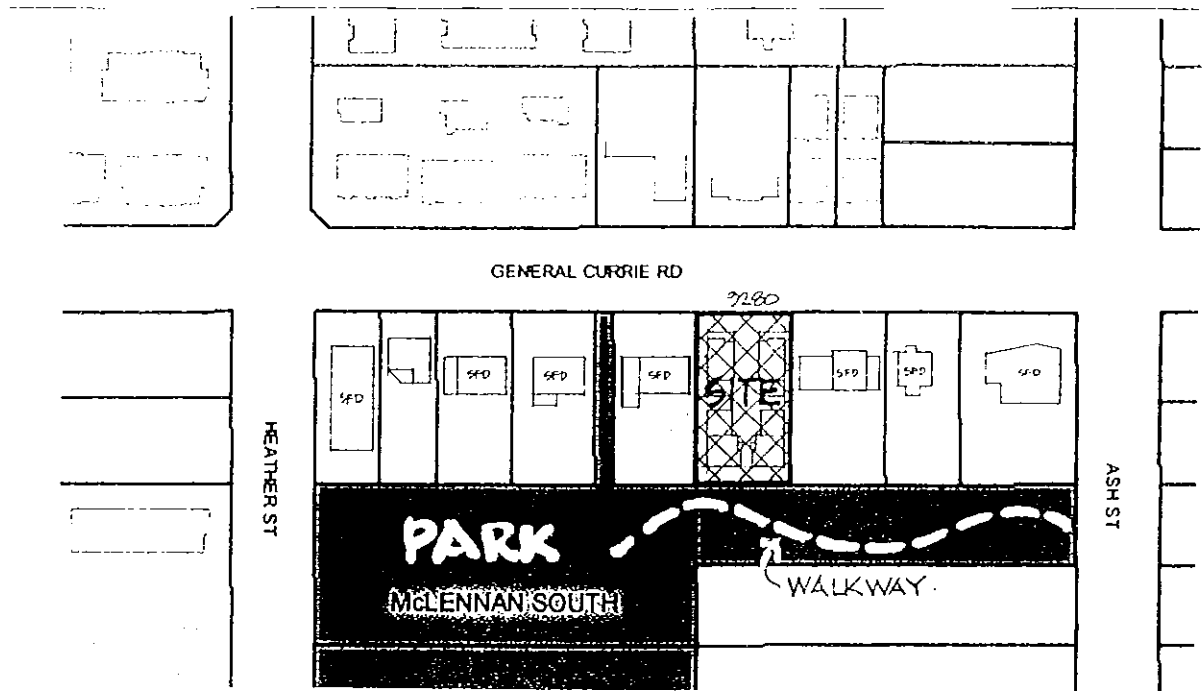 GENERAL CURRIE RD
9280
SFD
SFD
SFD
SFD
SITE
SFD
SFD
SFD
HEATHER ST
ASH ST
PARK
McLENNAN SOUTH
WALKWAY